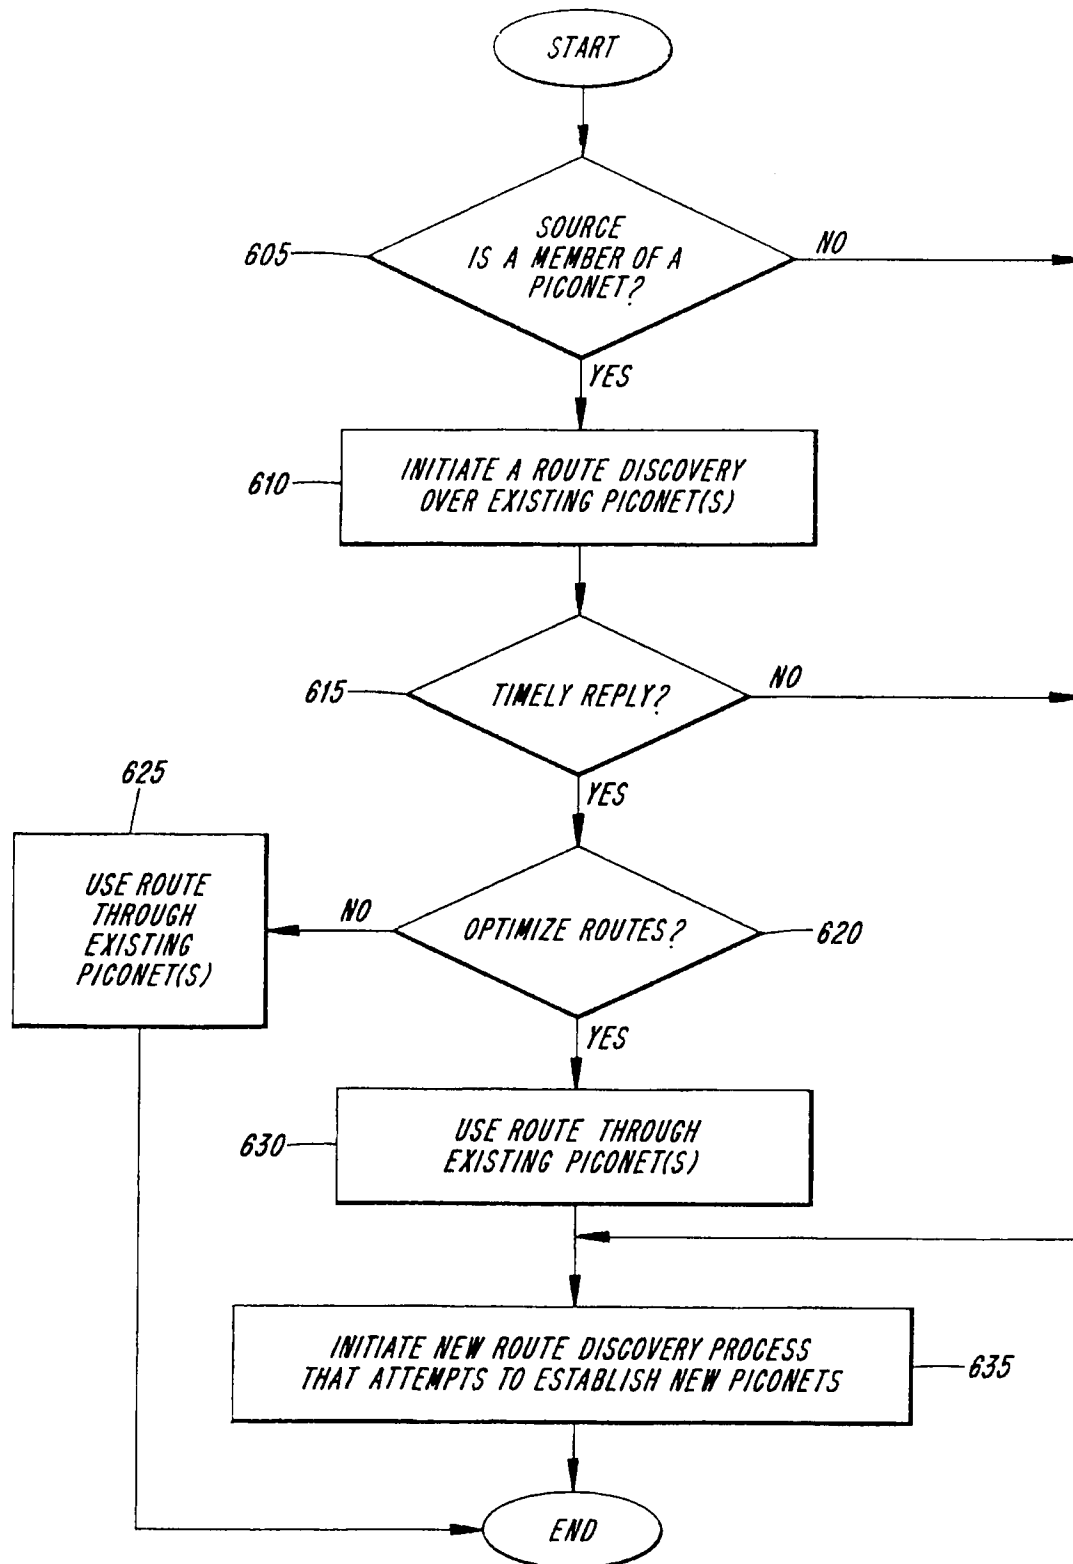 START
SOURCE
IS A MEMBER OF A
PICONET?
605
NO
YES
INITIATE A ROUTE DISCOVERY
OVER EXISTING PICONET(S)
610
TIMELY REPLY?
615
NO
YES
625
USE ROUTE
THROUGH
EXISTING
PICONET(S)
NO
OPTIMIZE ROUTES?
620
YES
630
USE ROUTE THROUGH
EXISTING PICONET(S)
INITIATE NEW ROUTE DISCOVERY PROCESS
THAT ATTEMPTS TO ESTABLISH NEW PICONETS
635
END